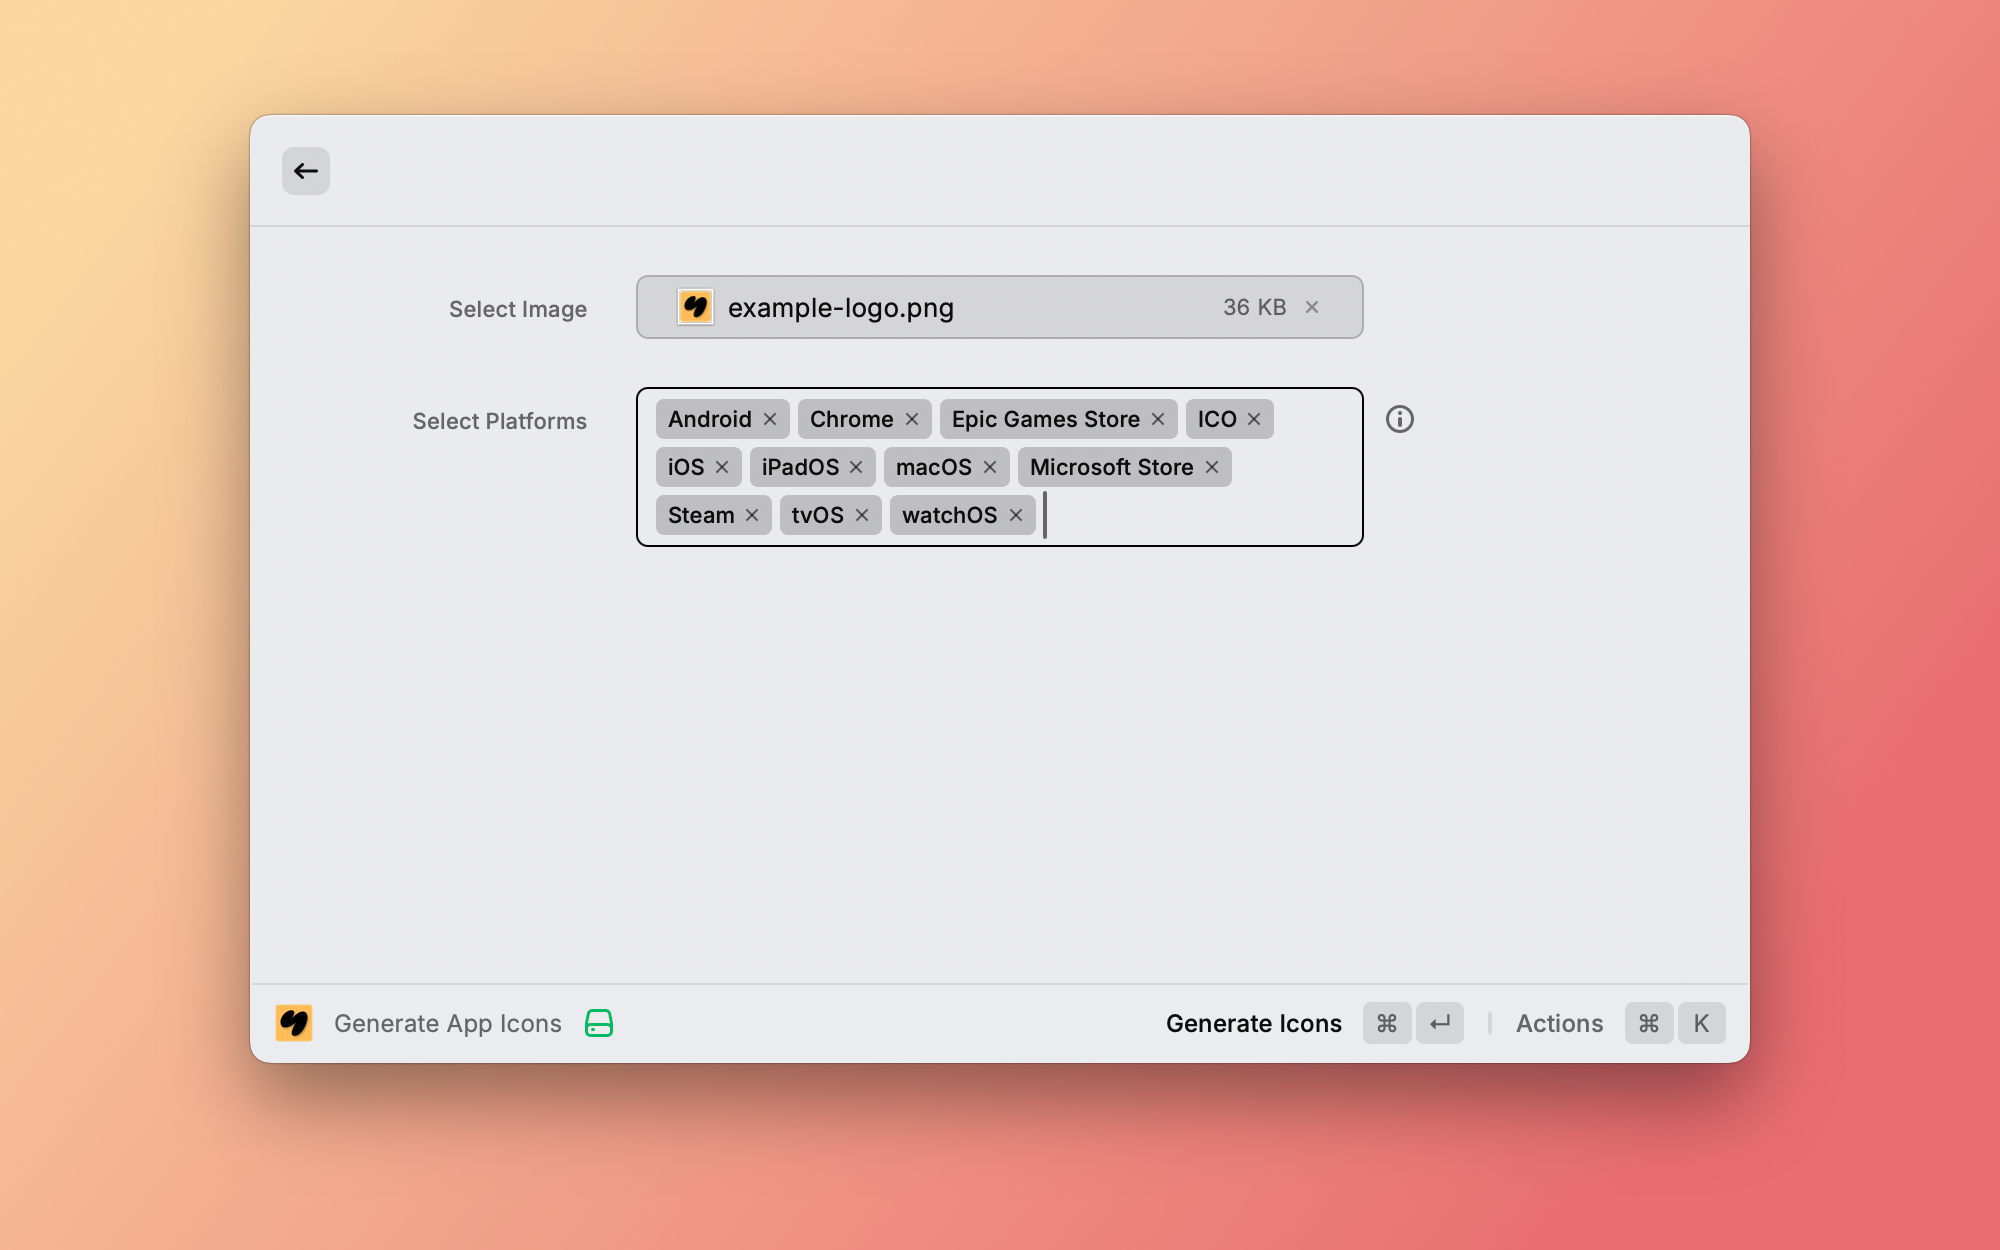 Select Image
example-logo.png 36 KB ×
Select Platforms
Android × Chrome × Epic Games Store × ICO ×
iOS × iPadOS × macOS × Microsoft Store ×
Steam × tvOS × watchOS ×
Generate App Icons
Generate Icons ⌘ ↵ Actions ⌘ K